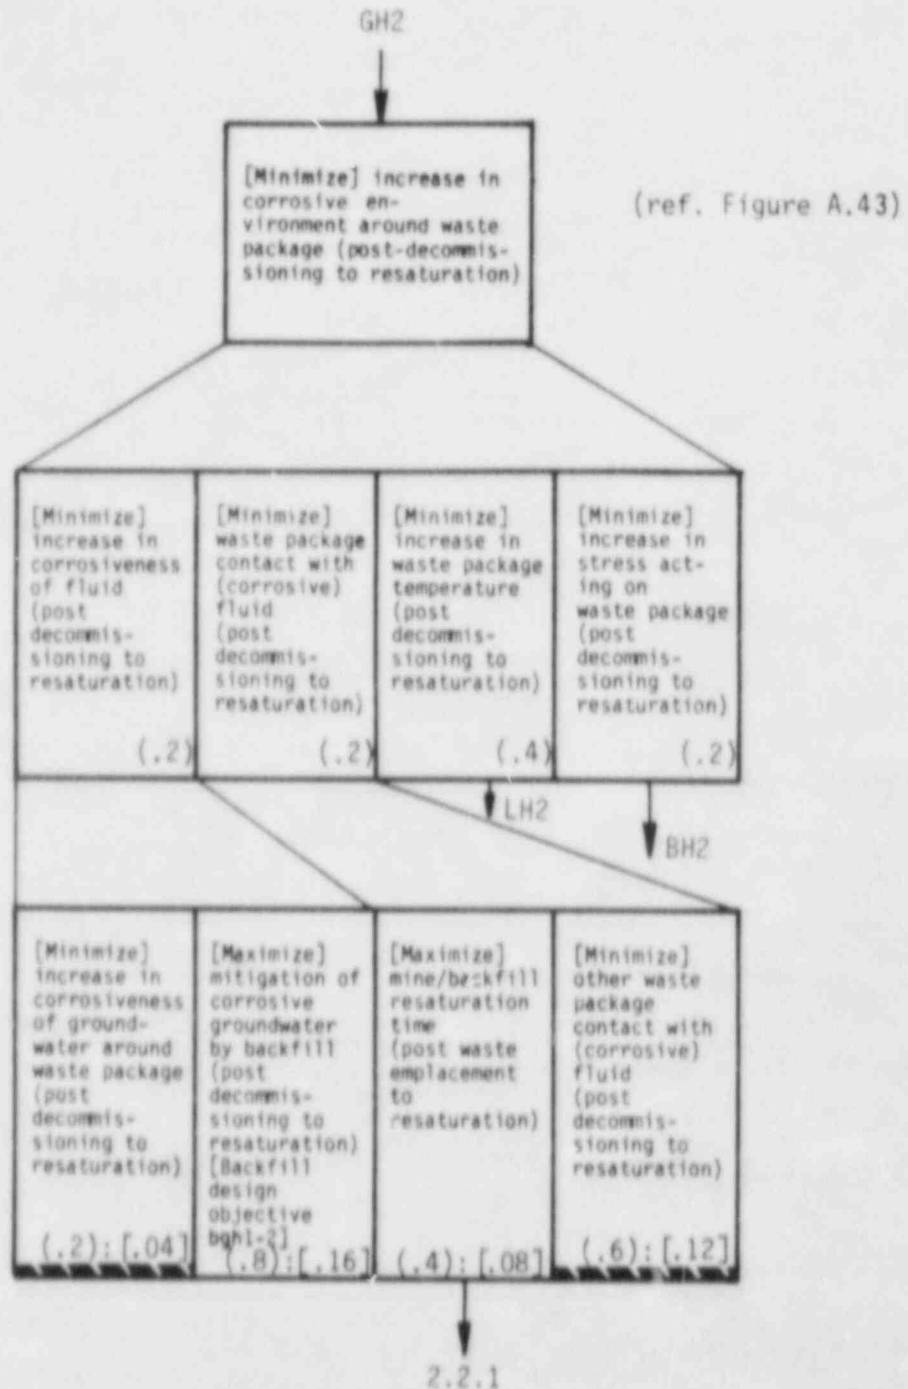 GH2
[Minimize] increase in
corrosive en-
vironment around waste
package (post-decommis-
sioning to resaturation)
(ref. Figure A.43)
[Minimize]
increase in
corrosiveness
of fluid
(post
decommis-
sioning to
resaturation)
(.2)
[Minimize]
waste package
contact with
(corrosive)
fluid
(post
decommis-
sioning to
resaturation)
(.2)
[Minimize]
increase in
waste package
temperature
(post
decommis-
sioning to
resaturation)
(.4)
[Minimize]
increase in
stress act-
ing on
waste package
(post
decommis-
sioning to
resaturation)
(.2)
LH2
BH2
[Minimize]
increase in
corrosiveness
of ground-
water around
waste package
(post
decommis-
sioning to
resaturation)
(.2):[.04]
[Maximize]
mitigation of
corrosive
groundwater
by backfill
(post
decommis-
sioning to
resaturation)
[Backfill
design
objective
bgh1-2]
(.8):[.16]
[Maximize]
mine/backfill
resaturation
time
(post waste
emplacement
to
resaturation)
(.4):[.08]
[Minimize]
other waste
package
contact with
(corrosive)
fluid
(post
decommis-
sioning to
resaturation)
(.6):[.12]
2.2.1